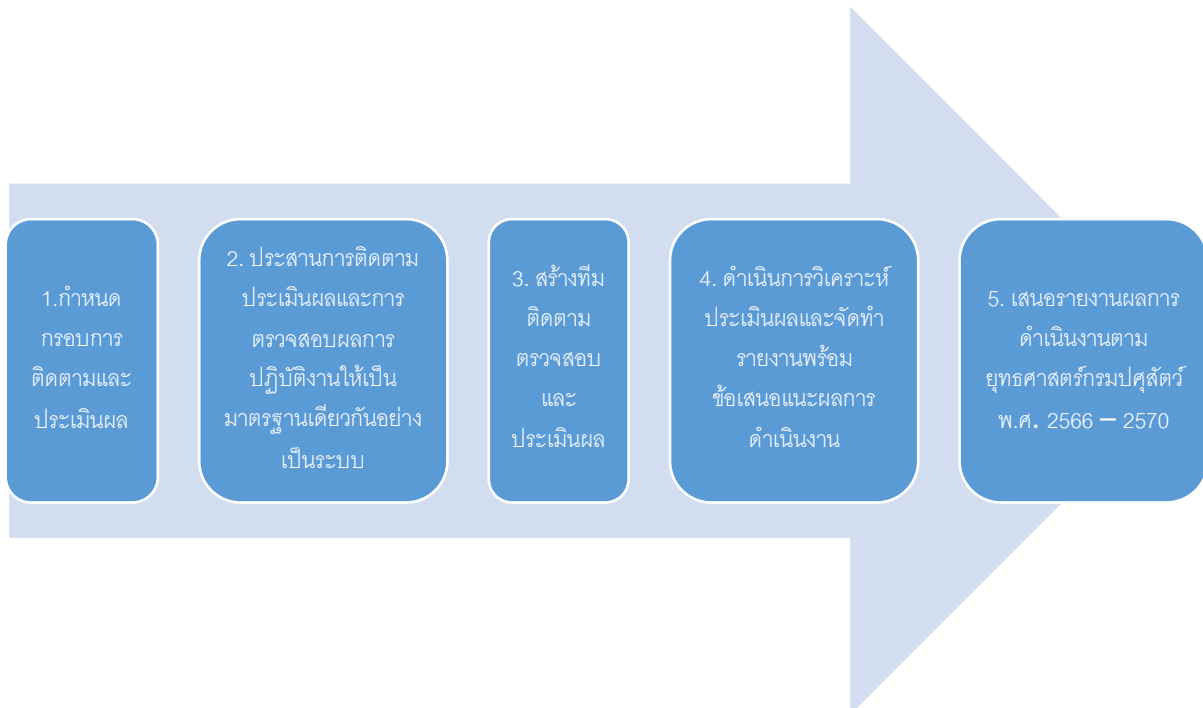 1.กำหนด
กรอบการ
ติดตามและ
ประเมินผล
2. ประสานการติดตาม
ประเมินผลและการ
ตรวจสอบผลการ
ปฏิบัติงานให้เป็น
มาตรฐานเดียวกันอย่าง
เป็นระบบ
3. สร้างทีม
ติดตาม
ตรวจสอบ
และ
ประเมินผล
4. ดำเนินการวิเคราะห์
ประเมินผลและจัดทำ
รายงานพร้อม
ข้อเสนอแนะผลการ
ดำเนินงาน
5. เสนอรายงานผลการ
ดำเนินงานตาม
ยุทธศาสตร์กรมปศุสัตว์
พ.ศ. 2566 – 2570